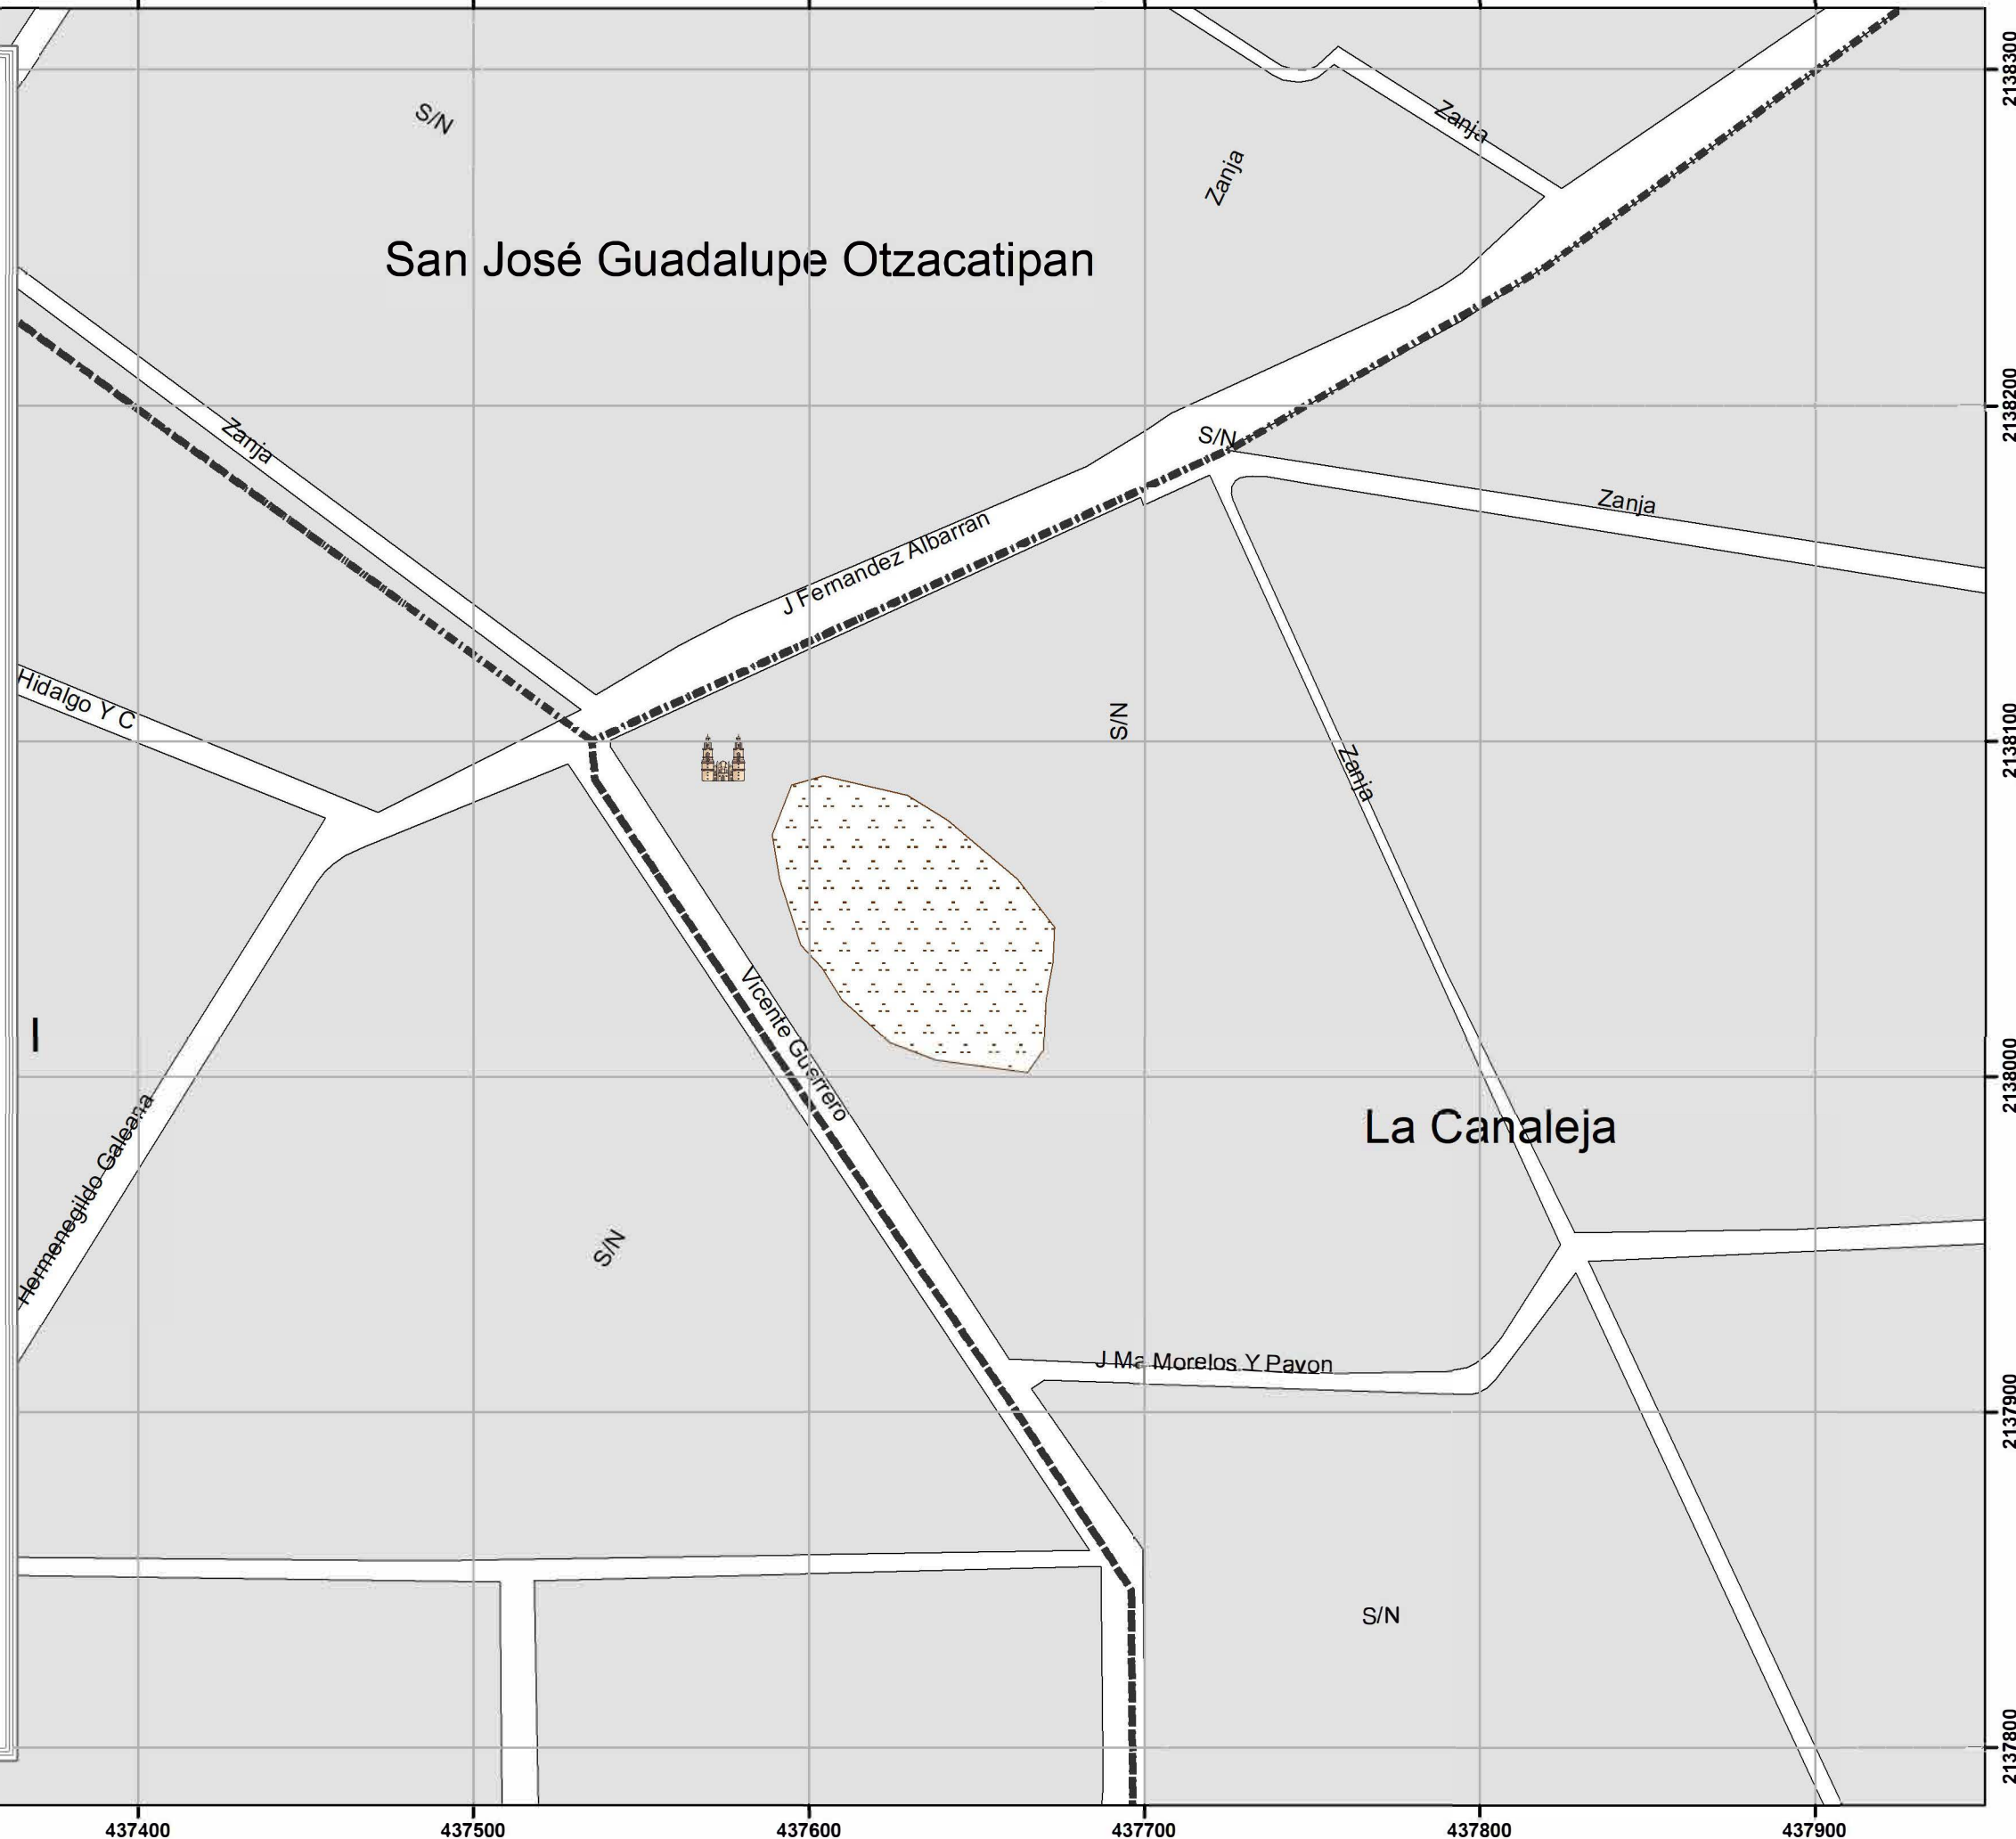 S/N
Zanja
Zanja
San José Guadalupe Otzacatipan
2138300
2138200
Zanja
S/N
Zanja
J Fernandez Albarran
Hidalgo Y C
S/N
Zanja
2138100
Vicente Guerrero
I
2138000
Hermenegildo Galeana
La Canaleja
S/N
J Ma Morelos Y Pavon
2137900
S/N
2137800
437400
437500
437600
437700
437800
437900